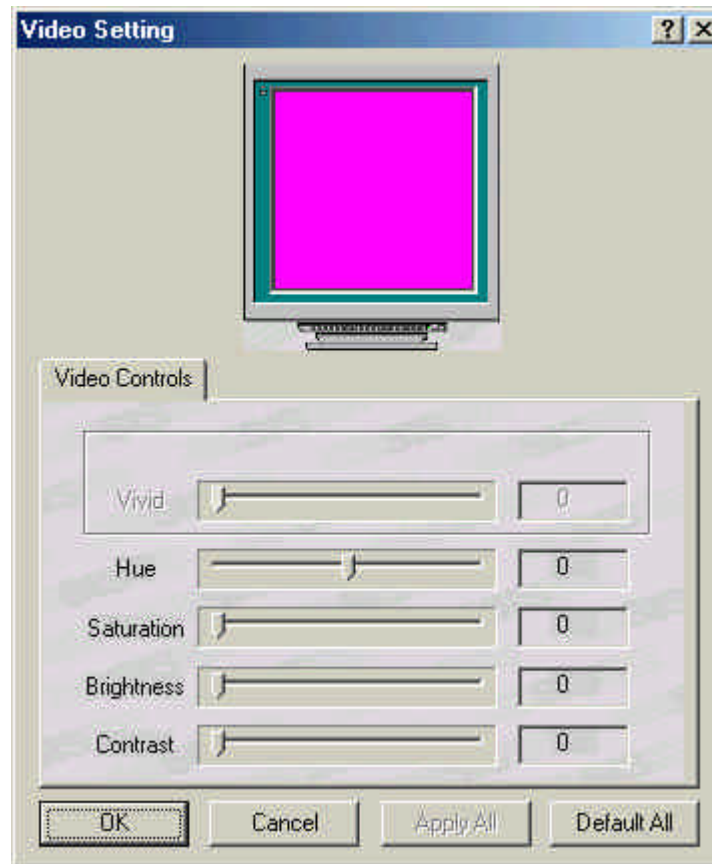 Video Setting
Video Controls
Vivid 0
Hue 0
Saturation 0
Brightness 0
Contrast 0
OK Cancel Apply All Default All